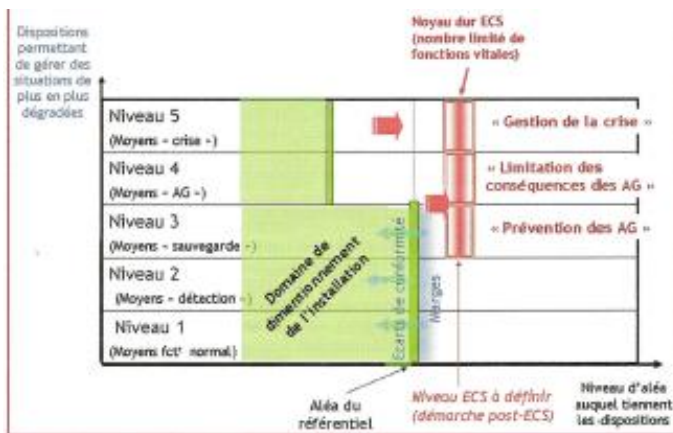 Dispositions
permettant
de gérer des
situations de
plus en plus
dégradées
Noyau dur ECS
(nombre limité de
fonctions vitales)
Niveau 5
(Moyens - crise -)
« Gestion de la crise »
Niveau 4
(Moyens - AG -)
« Limitation des
conséquences des AG »
Niveau 3
(Moyens - sauvegarde -)
« Prévention des AG »
Niveau 2
(Moyens - détection -)
Niveau 1
(Moyens fctt normal)
Domaine de
dimensionnement
de l'installation
Ecarts de conformité
Marges
Aléa du
référentiel
Niveau ECS à définir
(démarche post-ECS)
Niveau d'aléa
auquel tiennent
les dispositions